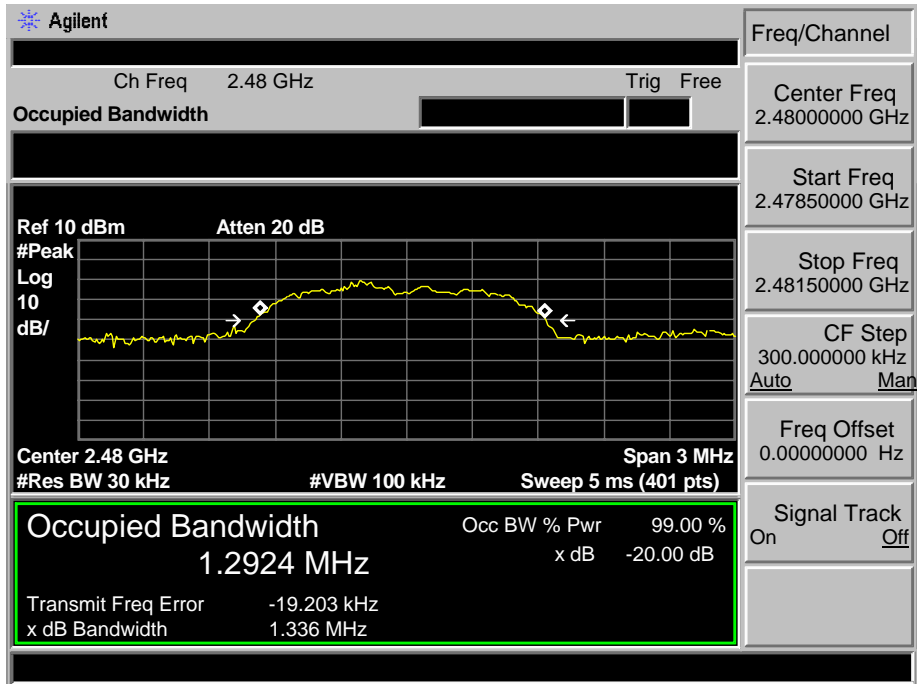 Agilent
Freq/Channel
Ch Freq 2.48 GHz Trig Free
Occupied Bandwidth
Center Freq
2.48000000 GHz
Start Freq
2.47850000 GHz
Stop Freq
2.48150000 GHz
CF Step
300.000000 kHz
Auto Man
Freq Offset
0.00000000 Hz
Signal Track
On Off
Ref 10 dBm Atten 20 dB
#Peak
Log
10
dB/
Center 2.48 GHz Span 3 MHz
#Res BW 30 kHz #VBW 100 kHz Sweep 5 ms (401 pts)
Occupied Bandwidth Occ BW % Pwr 99.00 %
1.2924 MHz x dB -20.00 dB
Transmit Freq Error -19.203 kHz
x dB Bandwidth 1.336 MHz